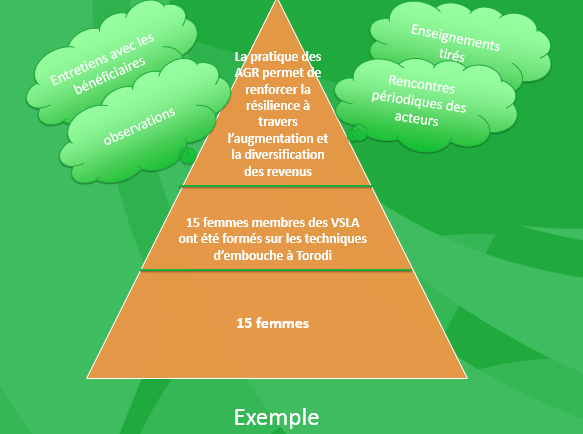 Entretiens avec les
bénéficiaires
observations
Enseignements
tirés
Rencontres
périodiques des
acteurs
La pratique des
AGR permet de
renforcer la
résilience à
travers
l'augmentation et
la diversification
des revenus
15 femmes membres des VSLA
ont été formés sur les techniques
d'embouche à Torodi
15 femmes
Exemple